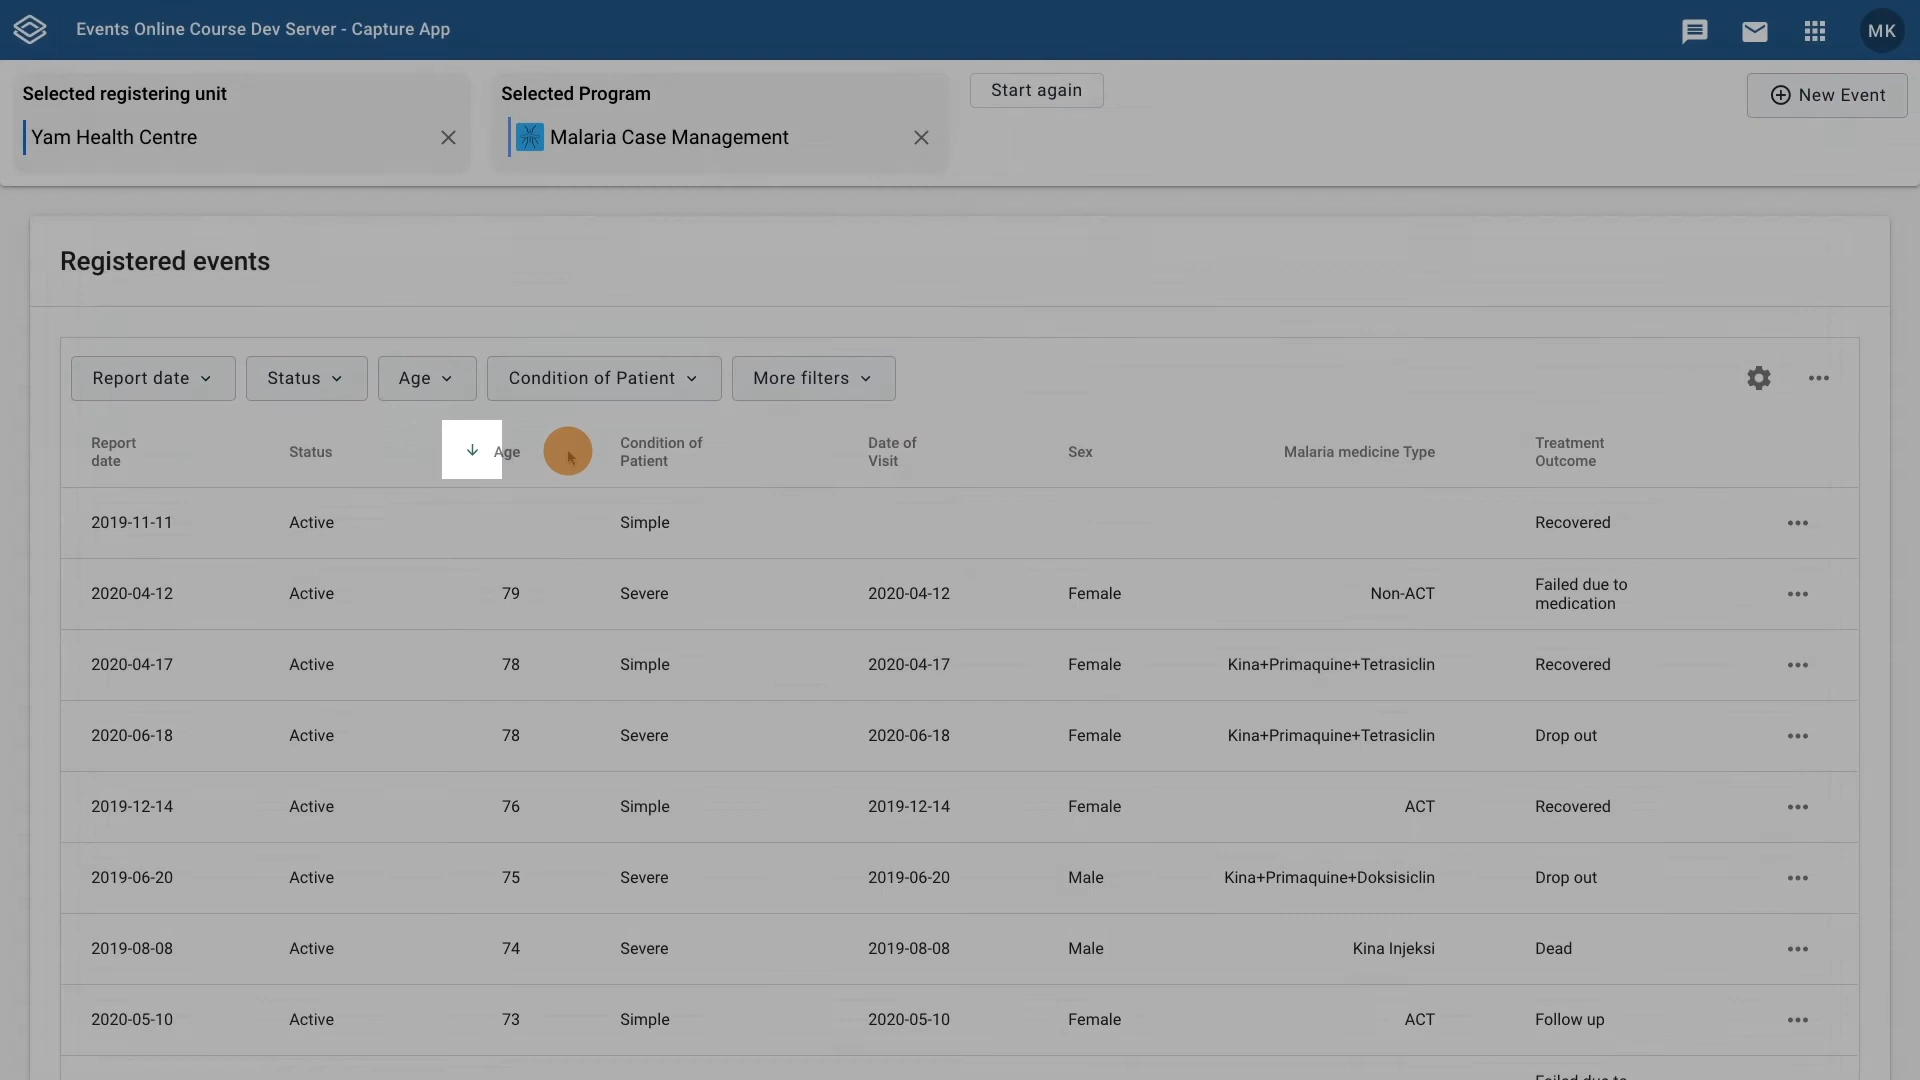 Events Online Course Dev Server - Capture App
MK
Selected registering unit
Yam Health Centre
Selected Program
Malaria Case Management
Start again
New Event
Registered events
Report date
Status
Age
Condition of Patient
More filters
Report date
Status
Age
Condition of Patient
Date of Visit
Sex
Malaria medicine Type
Treatment Outcome
2019-11-11 Active Simple Recovered
2020-04-12 Active 79 Severe 2020-04-12 Female Non-ACT Failed due to medication
2020-04-17 Active 78 Simple 2020-04-17 Female Kina+Primaquine+Tetrasiclin Recovered
2020-06-18 Active 78 Severe 2020-06-18 Female Kina+Primaquine+Tetrasiclin Drop out
2019-12-14 Active 76 Simple 2019-12-14 Female ACT Recovered
2019-06-20 Active 75 Severe 2019-06-20 Male Kina+Primaquine+Doksisiclin Drop out
2019-08-08 Active 74 Severe 2019-08-08 Male Kina Injeksi Dead
2020-05-10 Active 73 Simple 2020-05-10 Female ACT Follow up